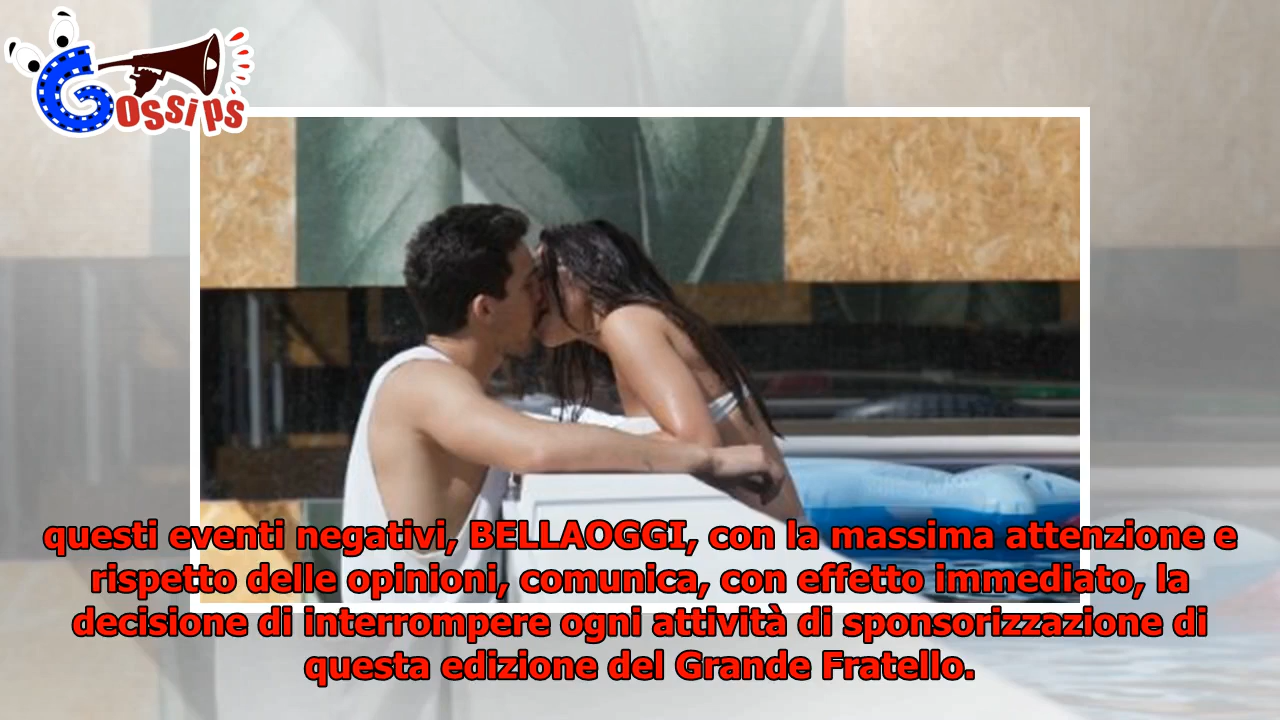 Gossips
questi eventi negativi, BELLAOGGI, con la massima attenzione e
rispetto delle opinioni, comunica, con effetto immediato, la
decisione di interrompere ogni attività di sponsorizzazione di
questa edizione del Grande Fratello.